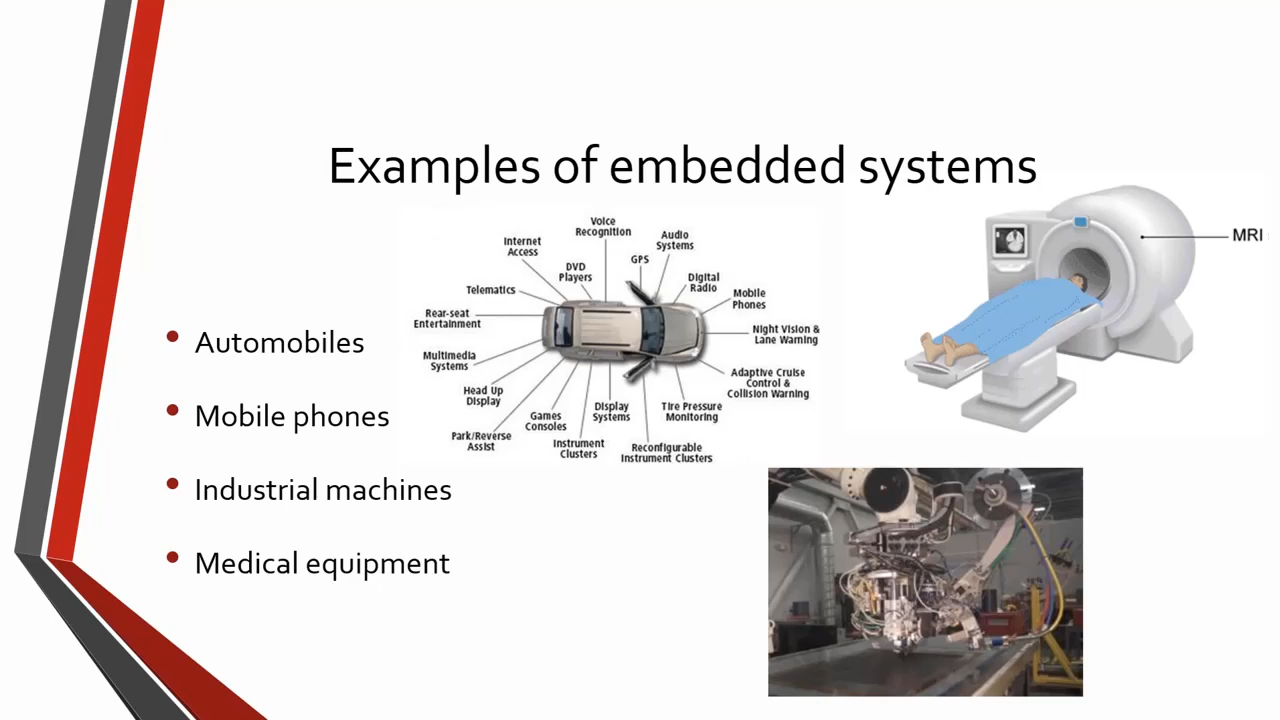 Examples of embedded systems
• Automobiles
• Mobile phones
• Industrial machines
• Medical equipment
Voice
Recognition
Internet
Access
Audio
Systems
GPS
DVD
Players
Digital
Radio
Telematics
Mobile
Phones
Rear-seat
Entertainment
Night Vision &
Lane Warning
Multimedia
Systems
Adaptive Cruise
Control &
Collision Warning
Head Up
Display
Games
Consoles
Display
Systems
Tire Pressure
Monitoring
Park/Reverse
Assist
Instrument
Clusters
Reconfigurable
Instrument Clusters
MRI